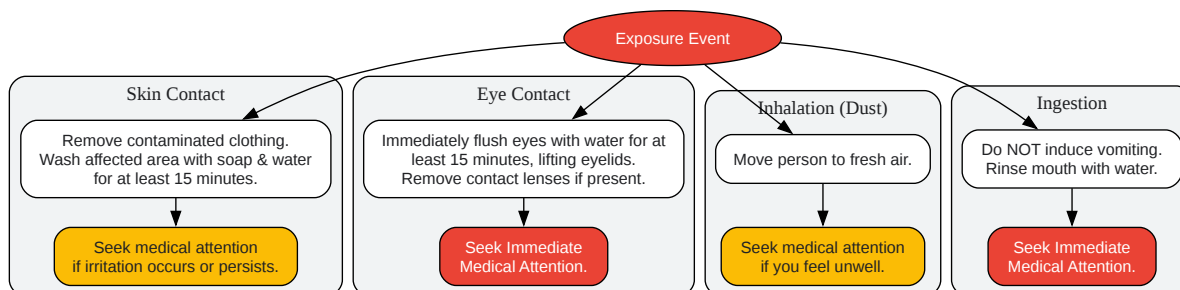 Exposure Event
Skin Contact
Remove contaminated clothing.
Wash affected area with soap & water
for at least 15 minutes.
Seek medical attention
if irritation occurs or persists.
Eye Contact
Immediately flush eyes with water for at
least 15 minutes, lifting eyelids.
Remove contact lenses if present.
Seek Immediate
Medical Attention.
Inhalation (Dust)
Move person to fresh air.
Seek medical attention
if you feel unwell.
Ingestion
Do NOT induce vomiting.
Rinse mouth with water.
Seek Immediate
Medical Attention.